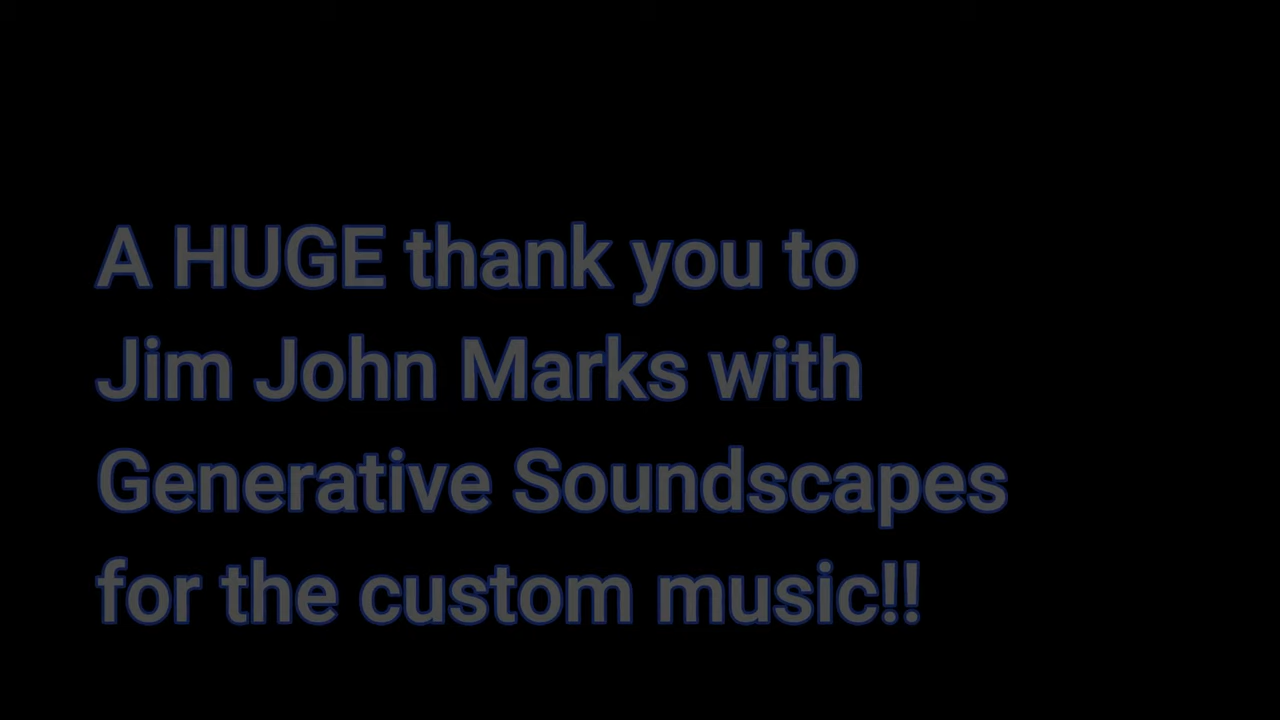 A HUGE thank you to
Jim John Marks with
Generative Soundscapes
for the custom music!!